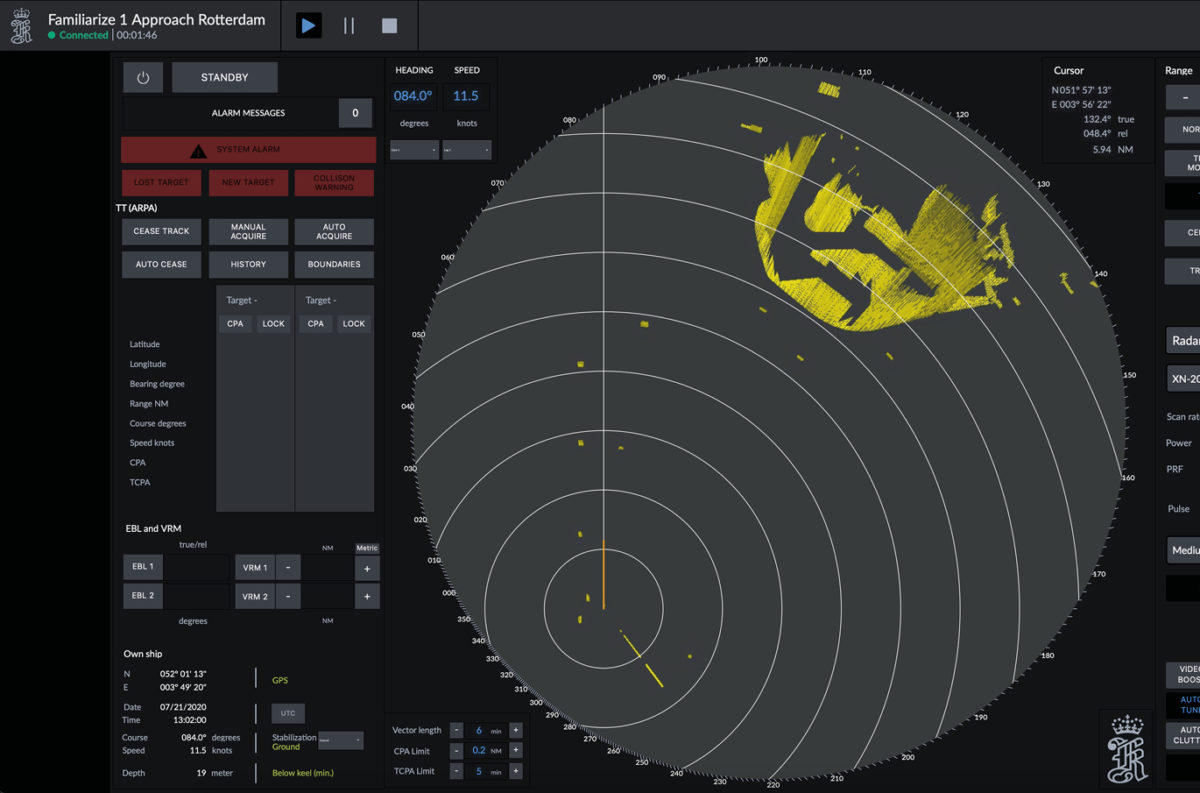 Familiarize 1 Approach Rotterdam
Connected | 00:01:46
STANDBY
ALARM MESSAGES 0
SYSTEM ALARM
LOST TARGET NEW TARGET COLLISON WARNING
TT (ARPA)
CEASE TRACK MANUAL ACQUIRE AUTO ACQUIRE
AUTO CEASE HISTORY BOUNDARIES
Target - Target -
CPA LOCK CPA LOCK
Latitude
Longitude
Bearing degree
Range NM
Course degrees
Speed knots
CPA
TCPA
EBL and VRM
true/rel NM Metric
EBL 1 VRM 1 - +
EBL 2 VRM 2 - +
degrees NM
Own ship
N 052° 01' 13"
E 003° 49' 20"
GPS
Date 07/21/2020
Time 13:02:00
UTC
Course 084.0° degrees
Speed 11.5 knots
Stabilization
Ground
Depth 19 meter
Below keel (min.)
HEADING SPEED
084.0° 11.5
degrees knots
090
100
110
120
130
140
150
160
170
180
190
200
210
220
230
240
250
260
270
280
290
300
310
320
330
340
350
000
010
020
030
040
050
060
070
080
Vector length - 6 min +
CPA Limit - 0.2 NM +
TCPA Limit - 5 min +
Cursor
N051° 57' 13"
E 003° 56' 22"
132.4° true
048.4° rel
5.94 NM
Range
-
NOR
T
MO
CE
TR
Radar
XN-20
Scan rat
Power
PRF
Pulse
Mediu
VIDE
BOOS
AUTO
TUN
AUTO
CLUTT